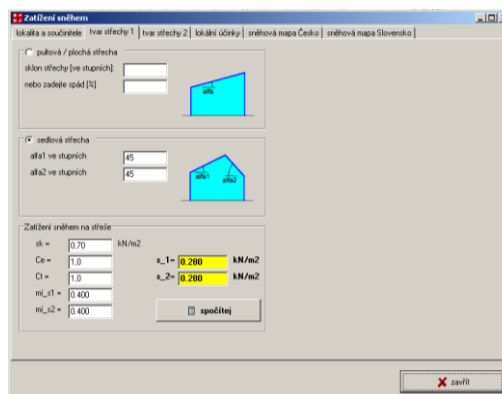 Zatížení sněhem
lokalita a součinitele tvar střechy 1 tvar střechy 2 lokální účinky sněhová mapa Česko sněhová mapa Slovensko
pultová / plochá střecha
sklon střechy [ve stupních]:
nebo zadejte spád [%]
alfa
sedlová střecha
alfa1 ve stupních 45
alfa2 ve stupních 45
alfa1 alfa2
Zatížení sněhem na střeše
sk = 0.70 kN/m2
Ce = 1,0 s_1= 0.280 kN/m2
Ct = 1,0 s_2= 0.280 kN/m2
mí_s1 = 0.400
mí_s2 = 0.400 spočítej
zavřít